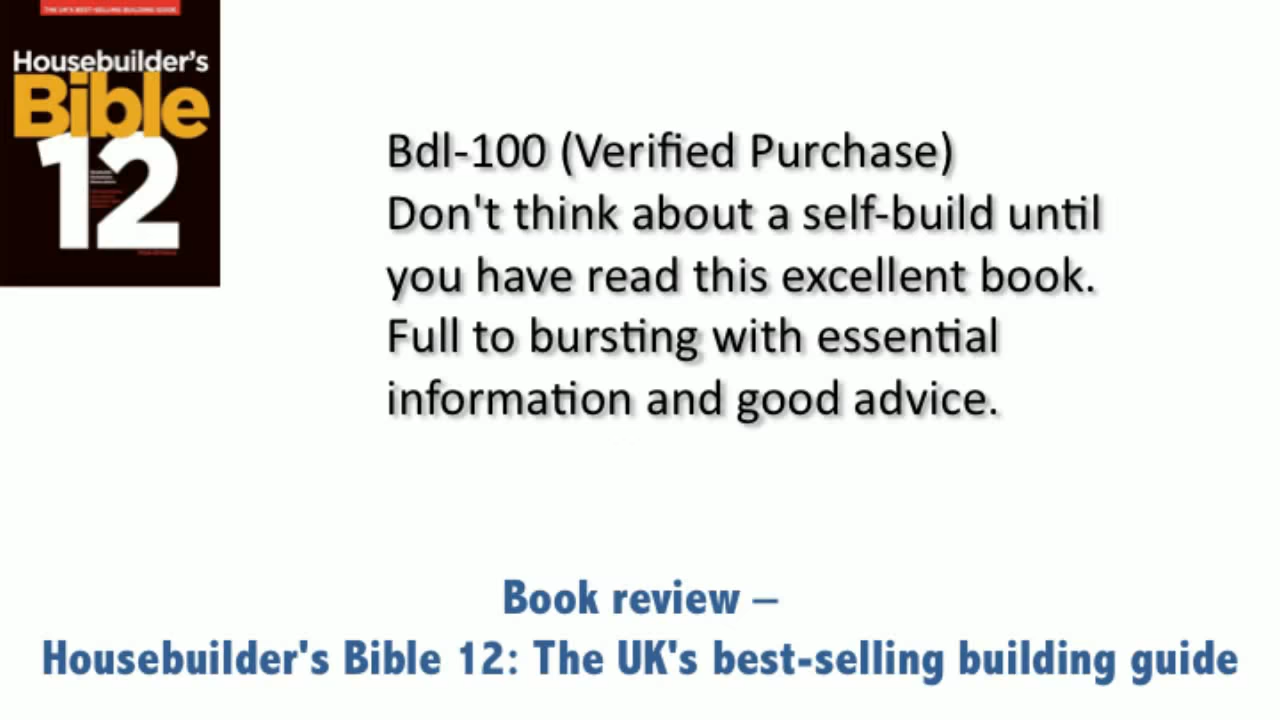 THE UK'S BEST-SELLING BUILDING GUIDE
Housebuilder's
Bible
12
Bdl-100 (Verified Purchase)
Don't think about a self-build until
you have read this excellent book.
Full to bursting with essential
information and good advice.
Book review –
Housebuilder's Bible 12: The UK's best-selling building guide